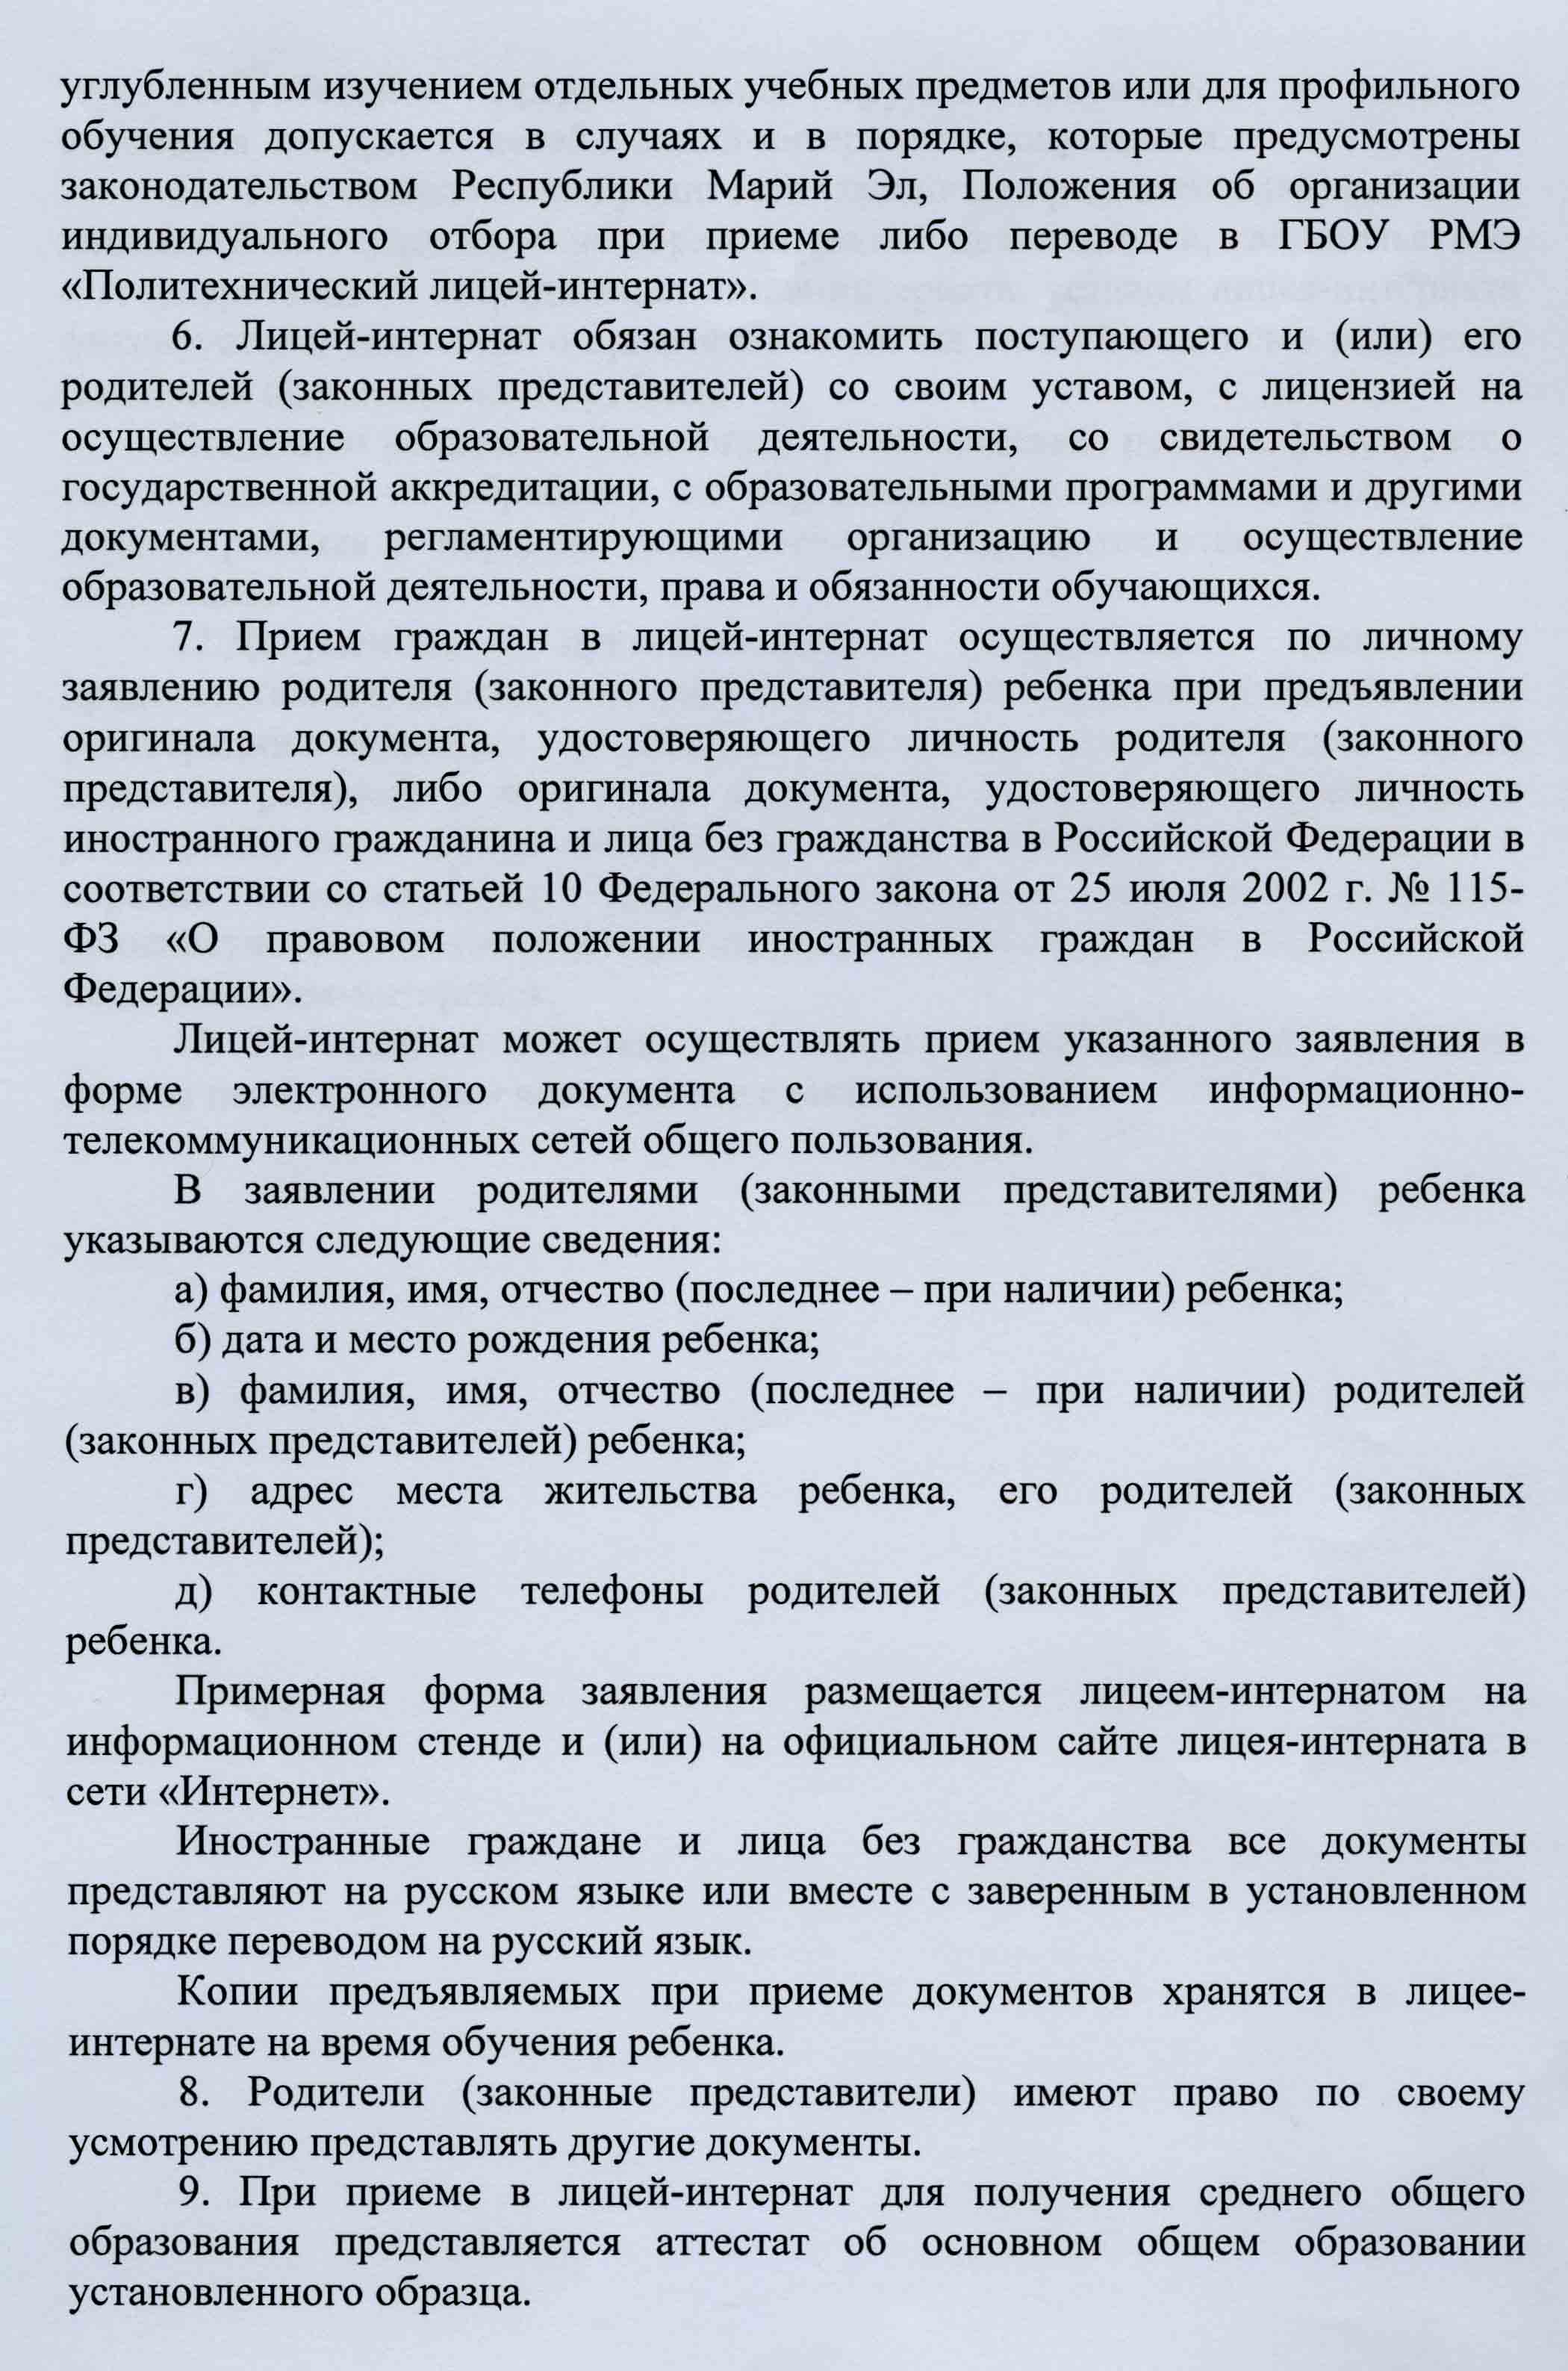 углубленным изучением отдельных учебных предметов или для профильного
обучения допускается в случаях и в порядке, которые предусмотрены
законодательством Республики Марий Эл, Положения об организации
индивидуального отбора при приеме либо переводе в ГБОУ РМЭ
«Политехнический лицей-интернат».
6. Лицей-интернат обязан ознакомить поступающего и (или) его
родителей (законных представителей) со своим уставом, с лицензией на
осуществление образовательной деятельности, со свидетельством о
государственной аккредитации, с образовательными программами и другими
документами, регламентирующими организацию и осуществление
образовательной деятельности, права и обязанности обучающихся.
7. Прием граждан в лицей-интернат осуществляется по личному
заявлению родителя (законного представителя) ребенка при предъявлении
оригинала документа, удостоверяющего личность родителя (законного
представителя), либо оригинала документа, удостоверяющего личность
иностранного гражданина и лица без гражданства в Российской Федерации в
соответствии со статьей 10 Федерального закона от 25 июля 2002 г. № 115-
ФЗ «О правовом положении иностранных граждан в Российской
Федерации».
Лицей-интернат может осуществлять прием указанного заявления в
форме электронного документа с использованием информационно-
телекоммуникационных сетей общего пользования.
В заявлении родителями (законными представителями) ребенка
указываются следующие сведения:
а) фамилия, имя, отчество (последнее – при наличии) ребенка;
б) дата и место рождения ребенка;
в) фамилия, имя, отчество (последнее – при наличии) родителей
(законных представителей) ребенка;
г) адрес места жительства ребенка, его родителей (законных
представителей);
д) контактные телефоны родителей (законных представителей)
ребенка.
Примерная форма заявления размещается лицеем-интернатом на
информационном стенде и (или) на официальном сайте лицея-интерната в
сети «Интернет».
Иностранные граждане и лица без гражданства все документы
представляют на русском языке или вместе с заверенным в установленном
порядке переводом на русский язык.
Копии предъявляемых при приеме документов хранятся в лицее-
интернате на время обучения ребенка.
8. Родители (законные представители) имеют право по своему
усмотрению представлять другие документы.
9. При приеме в лицей-интернат для получения среднего общего
образования представляется аттестат об основном общем образовании
установленного образца.